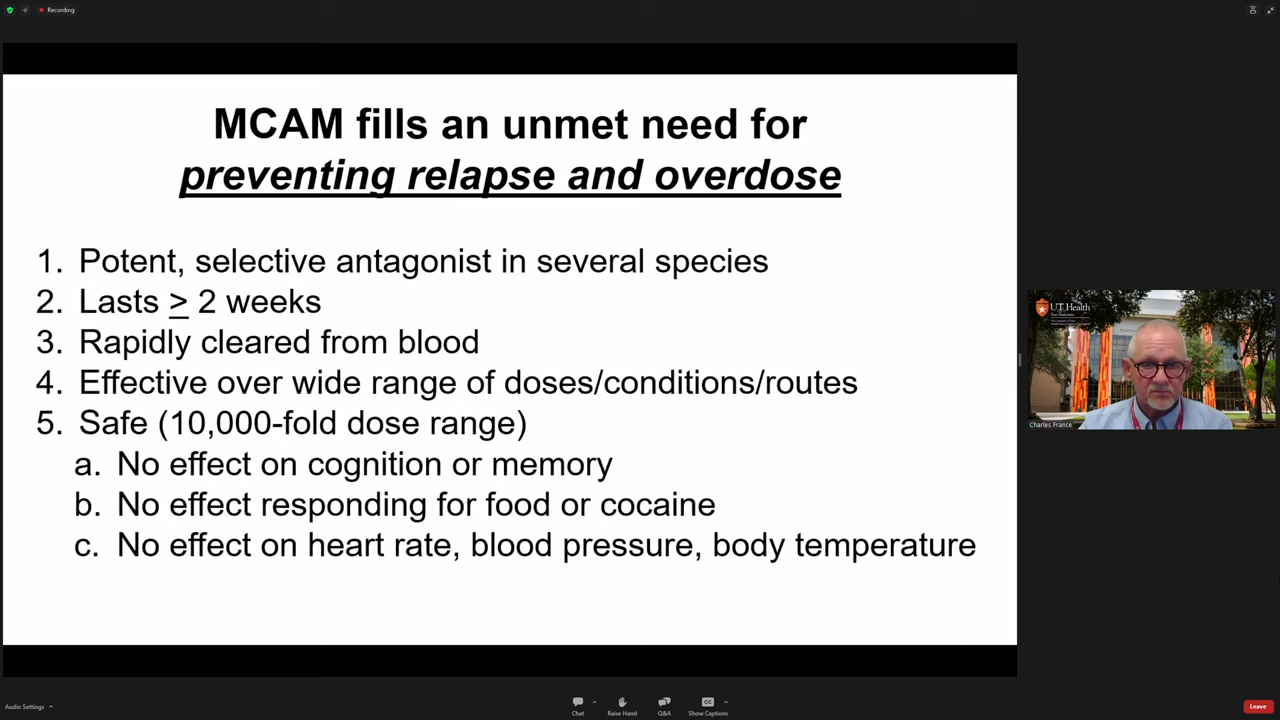 Recording
MCAM fills an unmet need for
preventing relapse and overdose
1. Potent, selective antagonist in several species
2. Lasts ≥ 2 weeks
3. Rapidly cleared from blood
4. Effective over wide range of doses/conditions/routes
5. Safe (10,000-fold dose range)
a. No effect on cognition or memory
b. No effect responding for food or cocaine
c. No effect on heart rate, blood pressure, body temperature
UT Health
San Antonio
Charles France
Audio Settings
Chat
Raise Hand
Q&A
CC
Show Captions
Leave